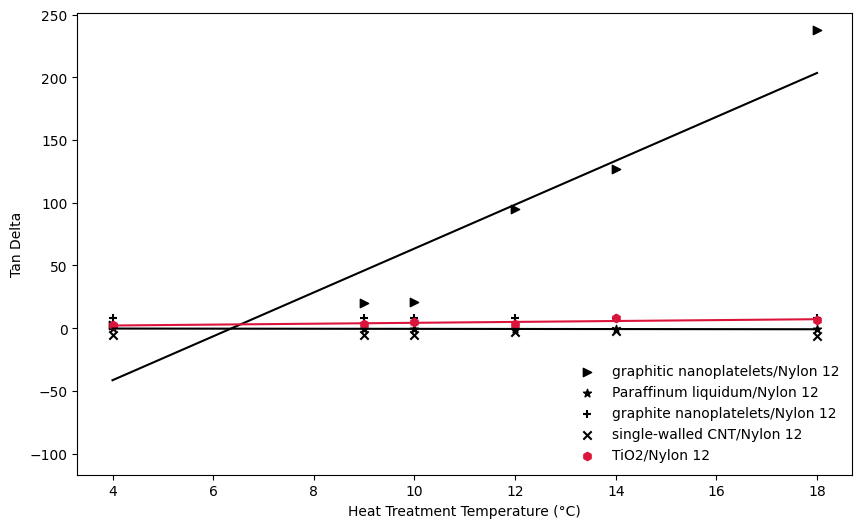 250
200
150
100
50
0
−50
−100
Tan Delta
graphitic nanoplatelets/Nylon 12
Paraffinum liquidum/Nylon 12
graphite nanoplatelets/Nylon 12
single-walled CNT/Nylon 12
TiO2/Nylon 12
4 6 8 10 12 14 16 18
Heat Treatment Temperature (°C)